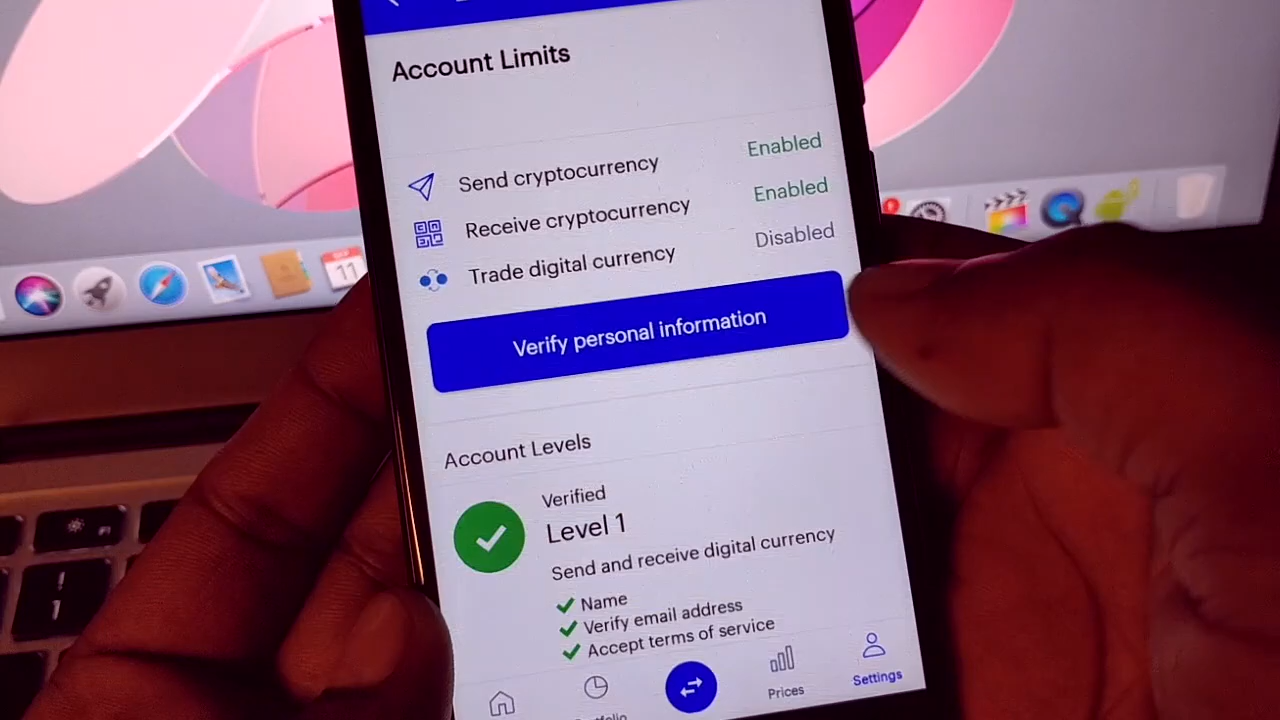 Account Limits
Send cryptocurrency Enabled
Receive cryptocurrency Enabled
Trade digital currency Disabled
Verify personal information
Account Levels
Verified
Level 1
Send and receive digital currency
Name
Verify email address
Accept terms of service
Prices
Settings
11